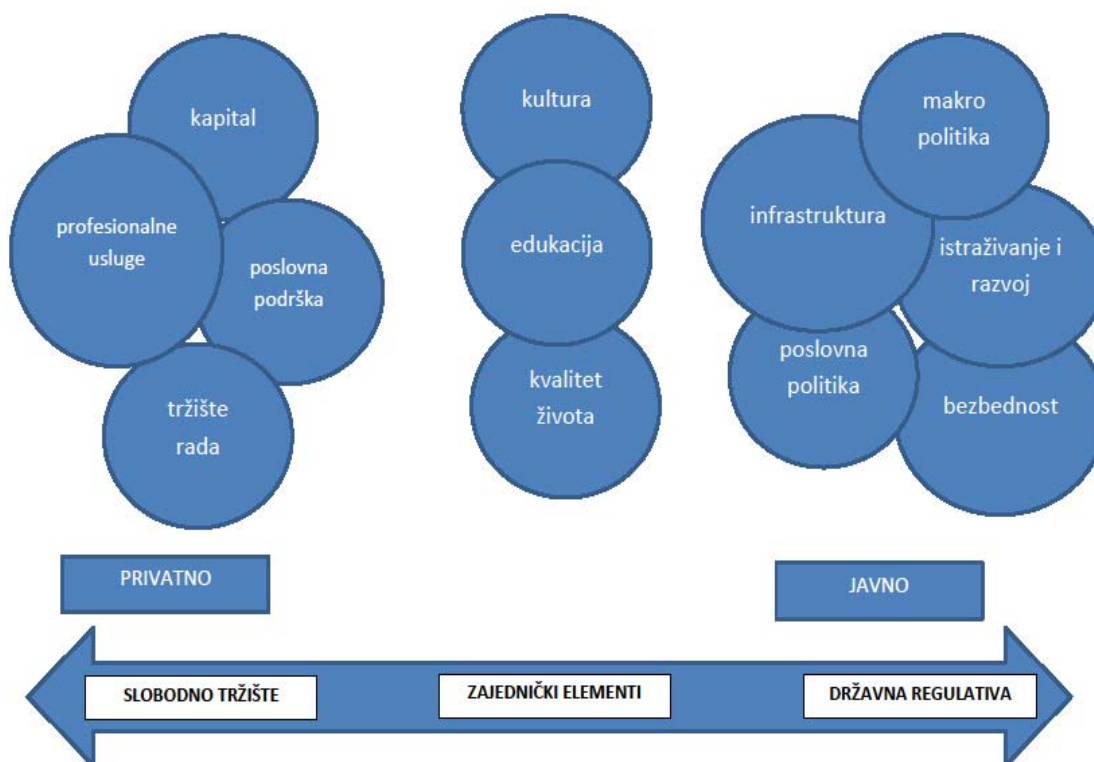 kapital
profesionalne
usluge
poslovna
podrška
tržište
rada
kultura
edukacija
kvalitet
života
makro
politika
infrastruktura
istraživanje i
razvoj
poslovna
politika
bezbednost
PRIVATNO
JAVNO
SLOBODNO TRŽIŠTE
ZAJEDNIČKI ELEMENTI
DRŽAVNA REGULATIVA